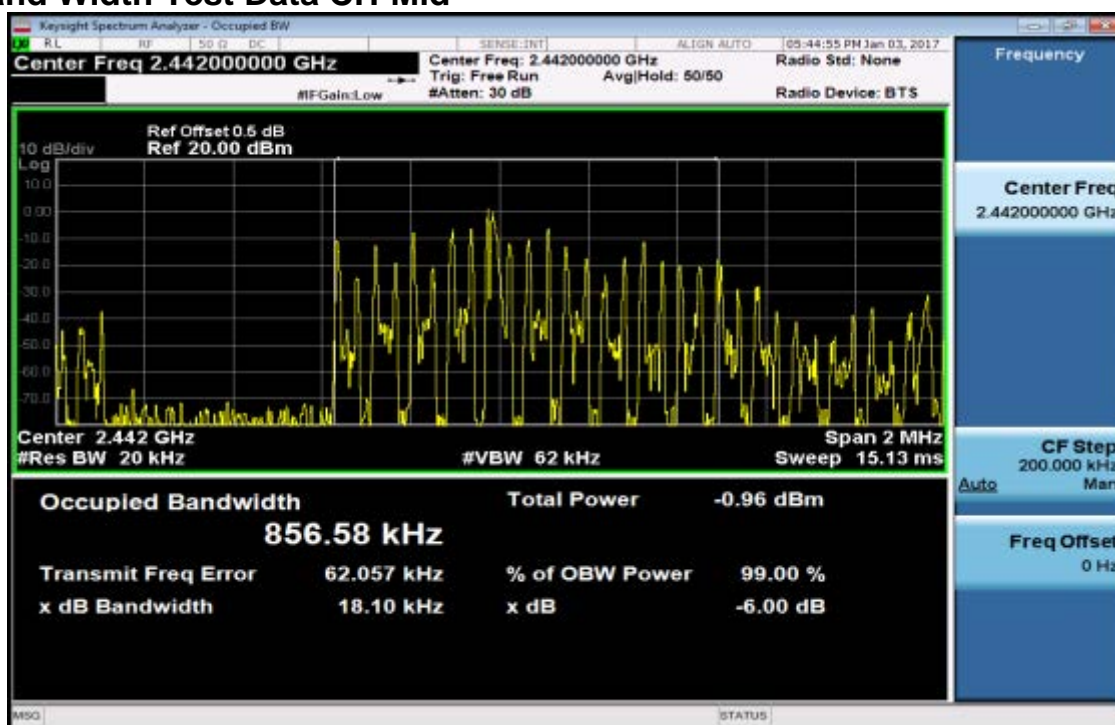 and Width Test Data CH-Mid
Keysight Spectrum Analyzer - Occupied BW
RL RF 50 Ω DC SENSE:INT ALIGN AUTO 05:44:55 PM Jan 03, 2017
Center Freq 2.442000000 GHz
Center Freq: 2.442000000 GHz Radio Std: None
Trig: Free Run Avg|Hold: 50/50
#IFGain:Low #Atten: 30 dB Radio Device: BTS
Ref Offset 0.5 dB
10 dB/div Ref 20.00 dBm
Log
10.0
0.00
-10.0
-20.0
-30.0
-40.0
-50.0
-60.0
-70.0
Center 2.442 GHz Span 2 MHz
#Res BW 20 kHz #VBW 62 kHz Sweep 15.13 ms
Occupied Bandwidth Total Power -0.96 dBm
856.58 kHz
Transmit Freq Error 62.057 kHz % of OBW Power 99.00 %
x dB Bandwidth 18.10 kHz x dB -6.00 dB
MSG STATUS
Frequency
Center Freq
2.442000000 GHz
CF Step
200.000 kHz
Auto Man
Freq Offset
0 Hz